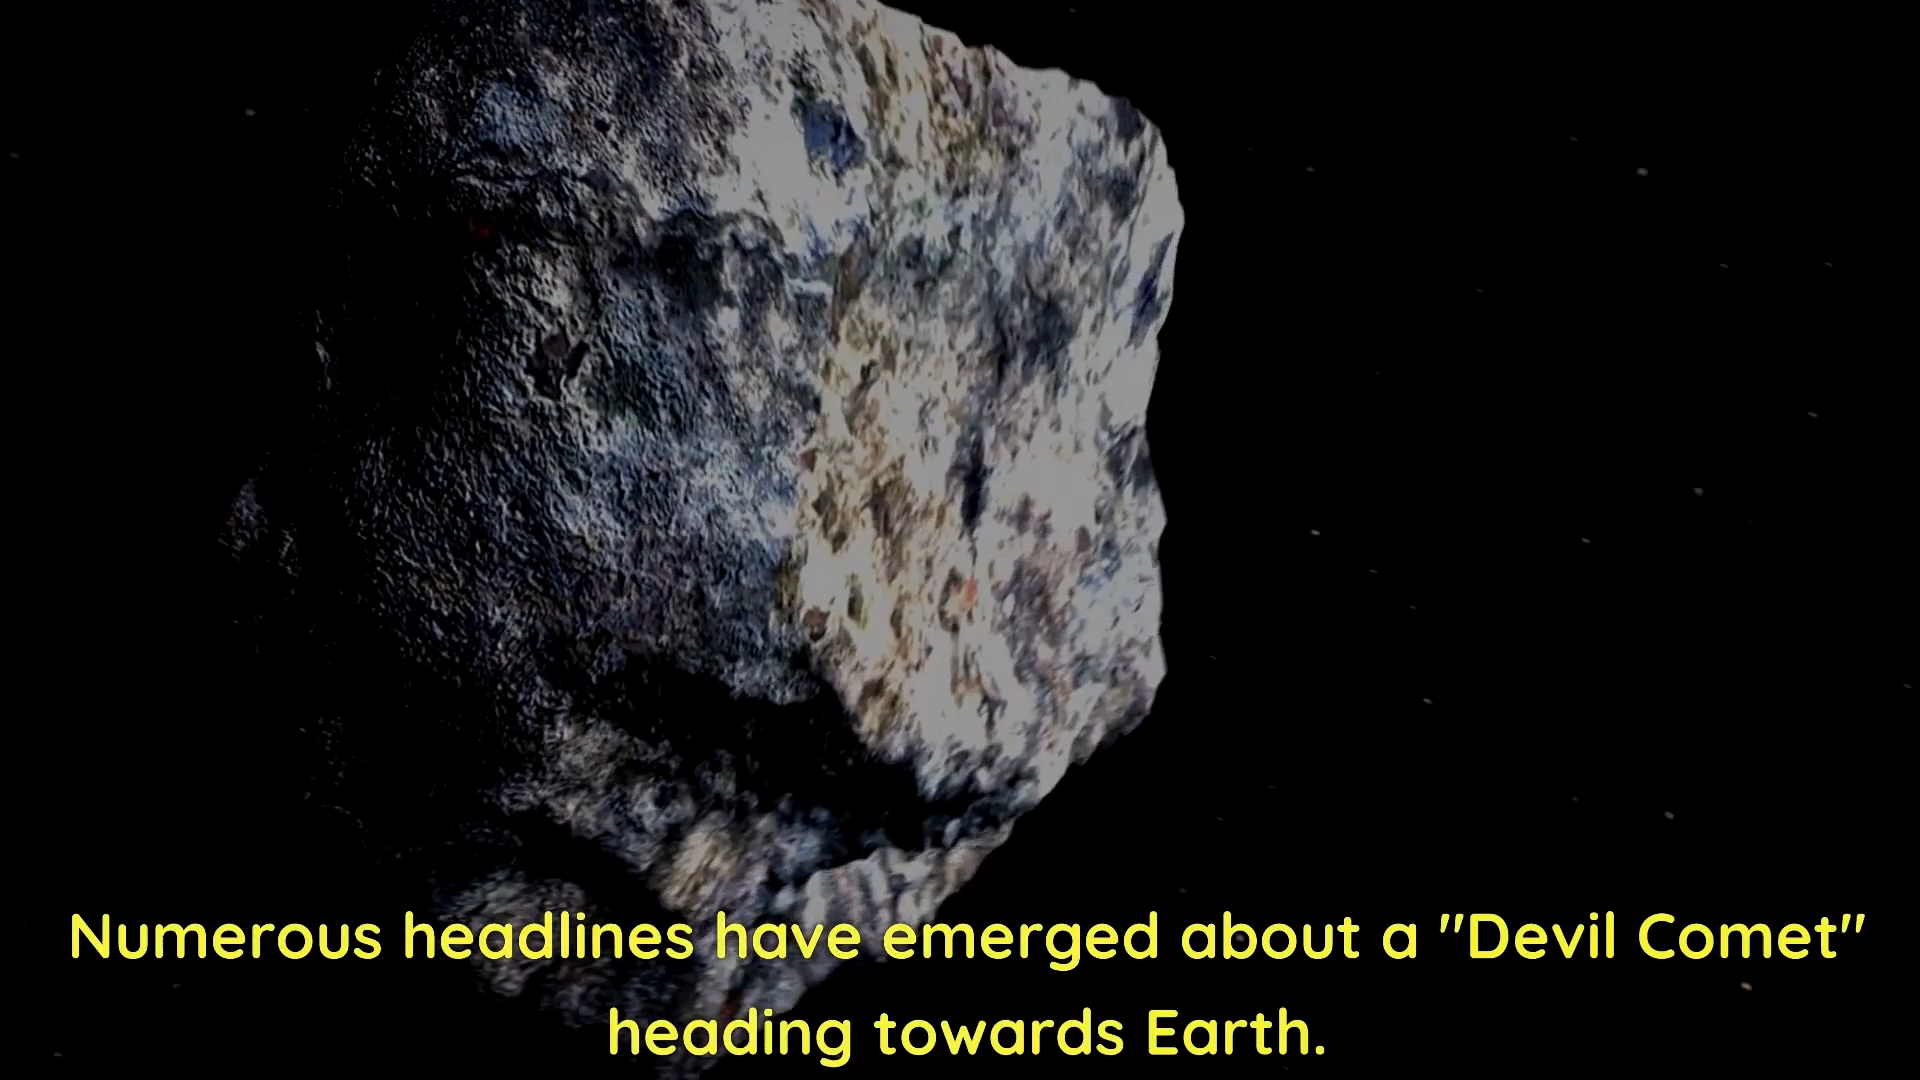 Numerous headlines have emerged about a "Devil Comet"
heading towards Earth.